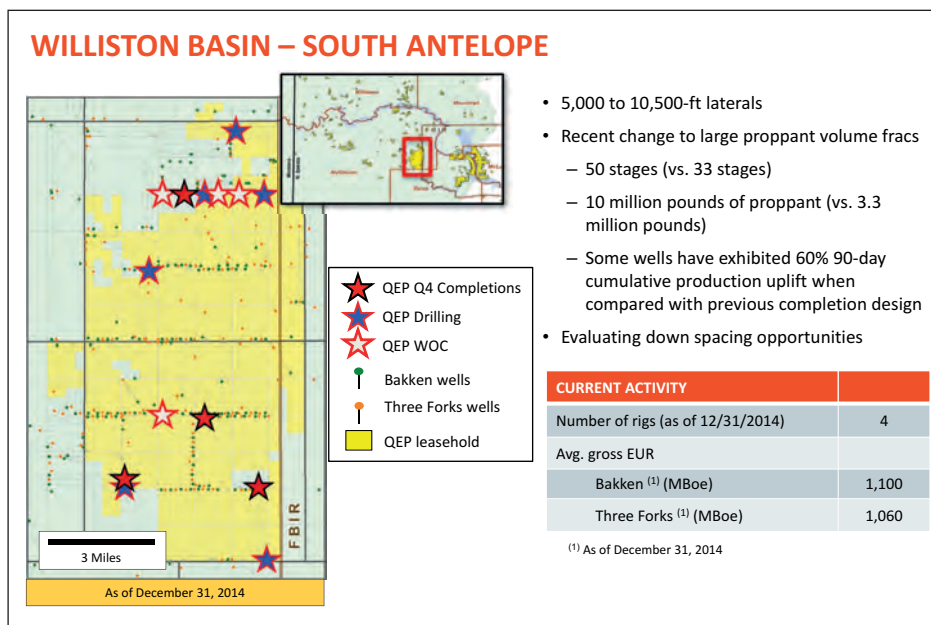 WILLISTON BASIN – SOUTH ANTELOPE
FBIR
3 Miles
As of December 31, 2014
QEP Q4 Completions
QEP Drilling
QEP WOC
Bakken wells
Three Forks wells
QEP leasehold
• 5,000 to 10,500-ft laterals
• Recent change to large proppant volume fracs
– 50 stages (vs. 33 stages)
– 10 million pounds of proppant (vs. 3.3
million pounds)
– Some wells have exhibited 60% 90-day
cumulative production uplift when
compared with previous completion design
• Evaluating down spacing opportunities
CURRENT ACTIVITY
Number of rigs (as of 12/31/2014) 4
Avg. gross EUR
Bakken (1) (MBoe) 1,100
Three Forks (1) (MBoe) 1,060
(1) As of December 31, 2014